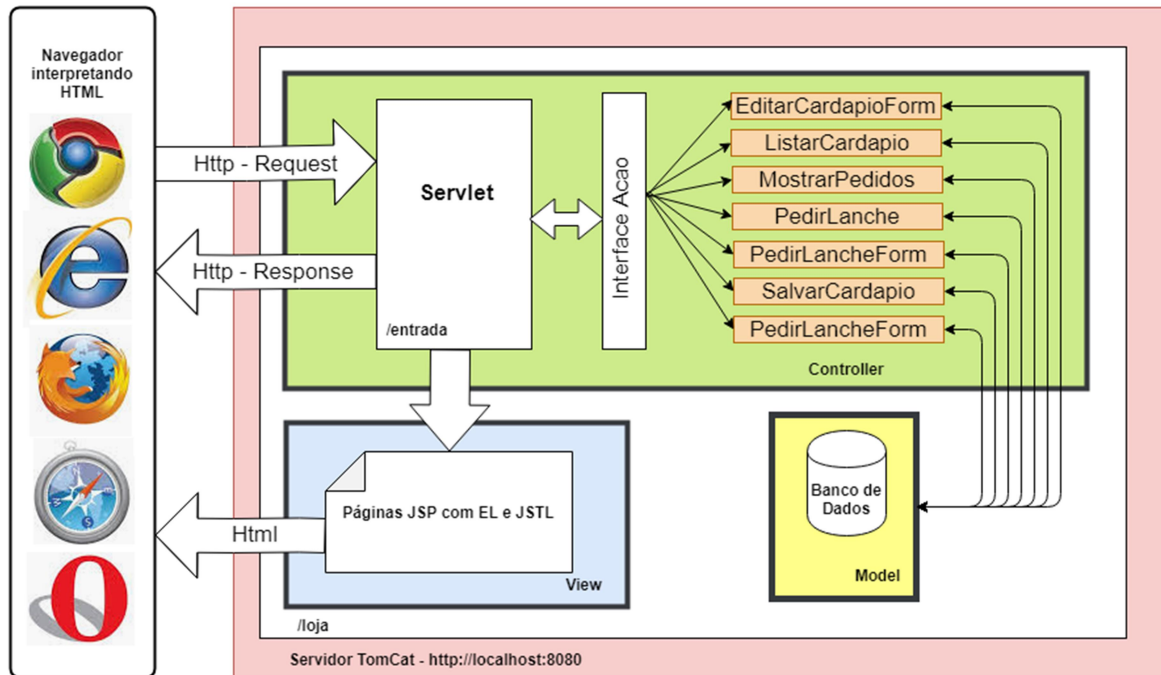 Navegador
interpretando
HTML
Http - Request
Http - Response
Html
Servlet
/entrada
Interface Acao
EditarCardapioForm
ListarCardapio
MostrarPedidos
PedirLanche
PedirLancheForm
SalvarCardapio
PedirLancheForm
Controller
Páginas JSP com EL e JSTL
View
Banco de
Dados
Model
/loja
Servidor TomCat - http://localhost:8080